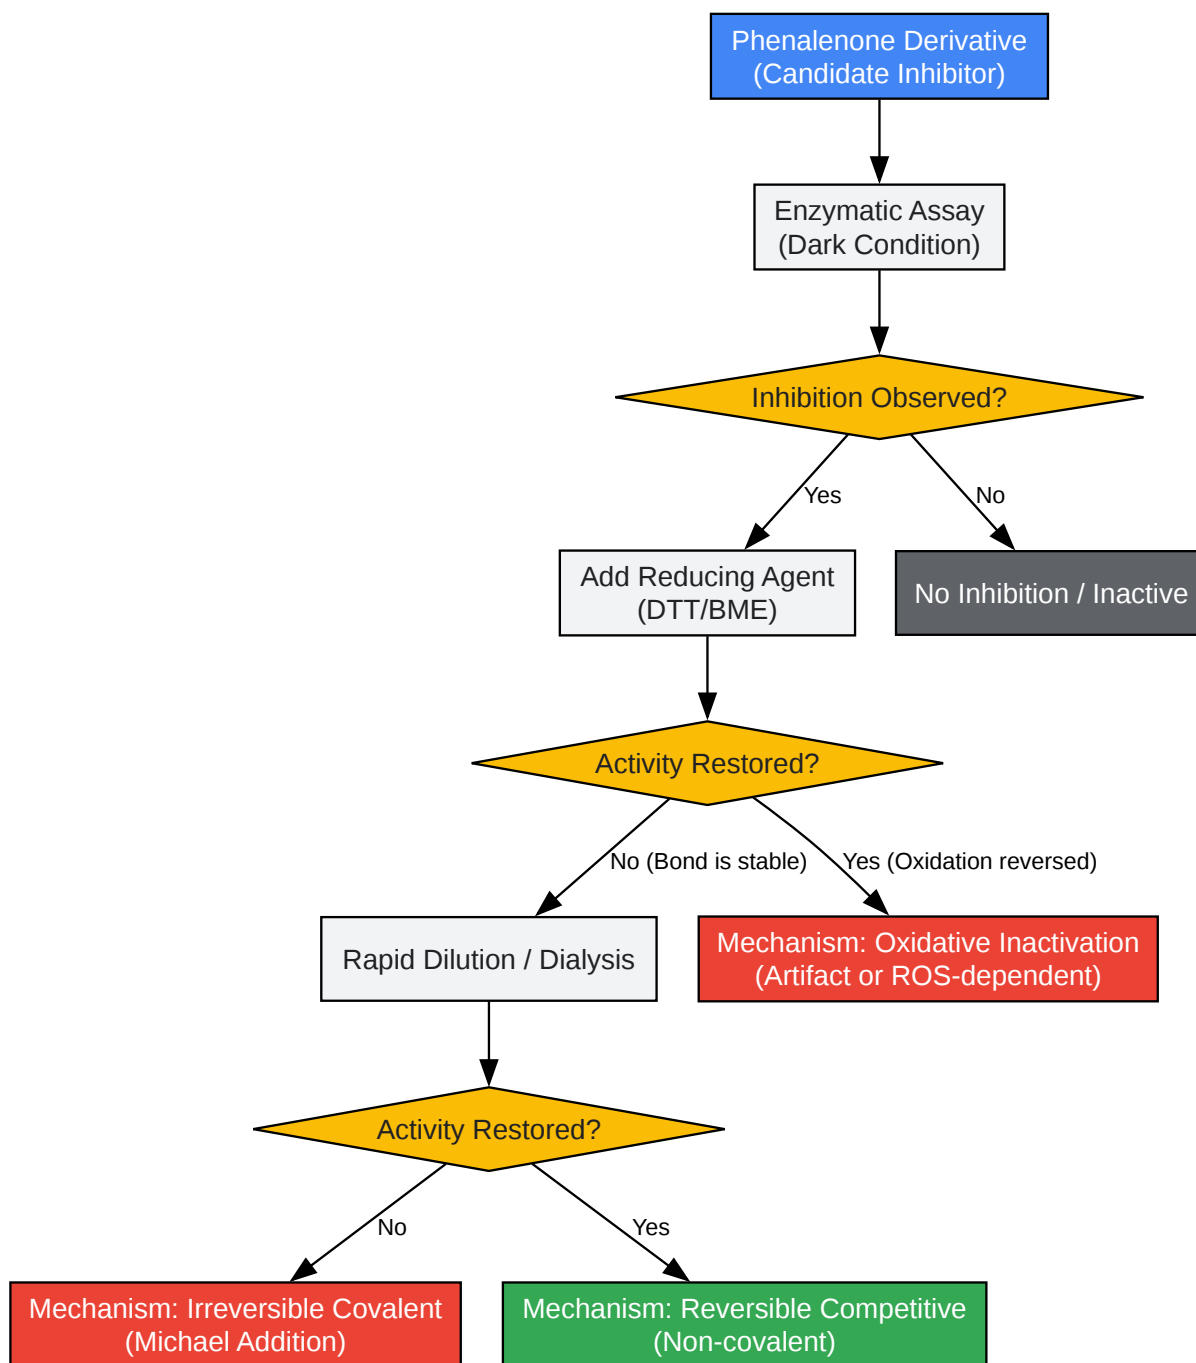 Phenalenone Derivative
(Candidate Inhibitor)
Enzymatic Assay
(Dark Condition)
Inhibition Observed?
Yes
No
Add Reducing Agent
(DTT/BME)
No Inhibition / Inactive
Activity Restored?
No (Bond is stable)
Yes (Oxidation reversed)
Rapid Dilution / Dialysis
Mechanism: Oxidative Inactivation
(Artifact or ROS-dependent)
Activity Restored?
No
Yes
Mechanism: Irreversible Covalent
(Michael Addition)
Mechanism: Reversible Competitive
(Non-covalent)